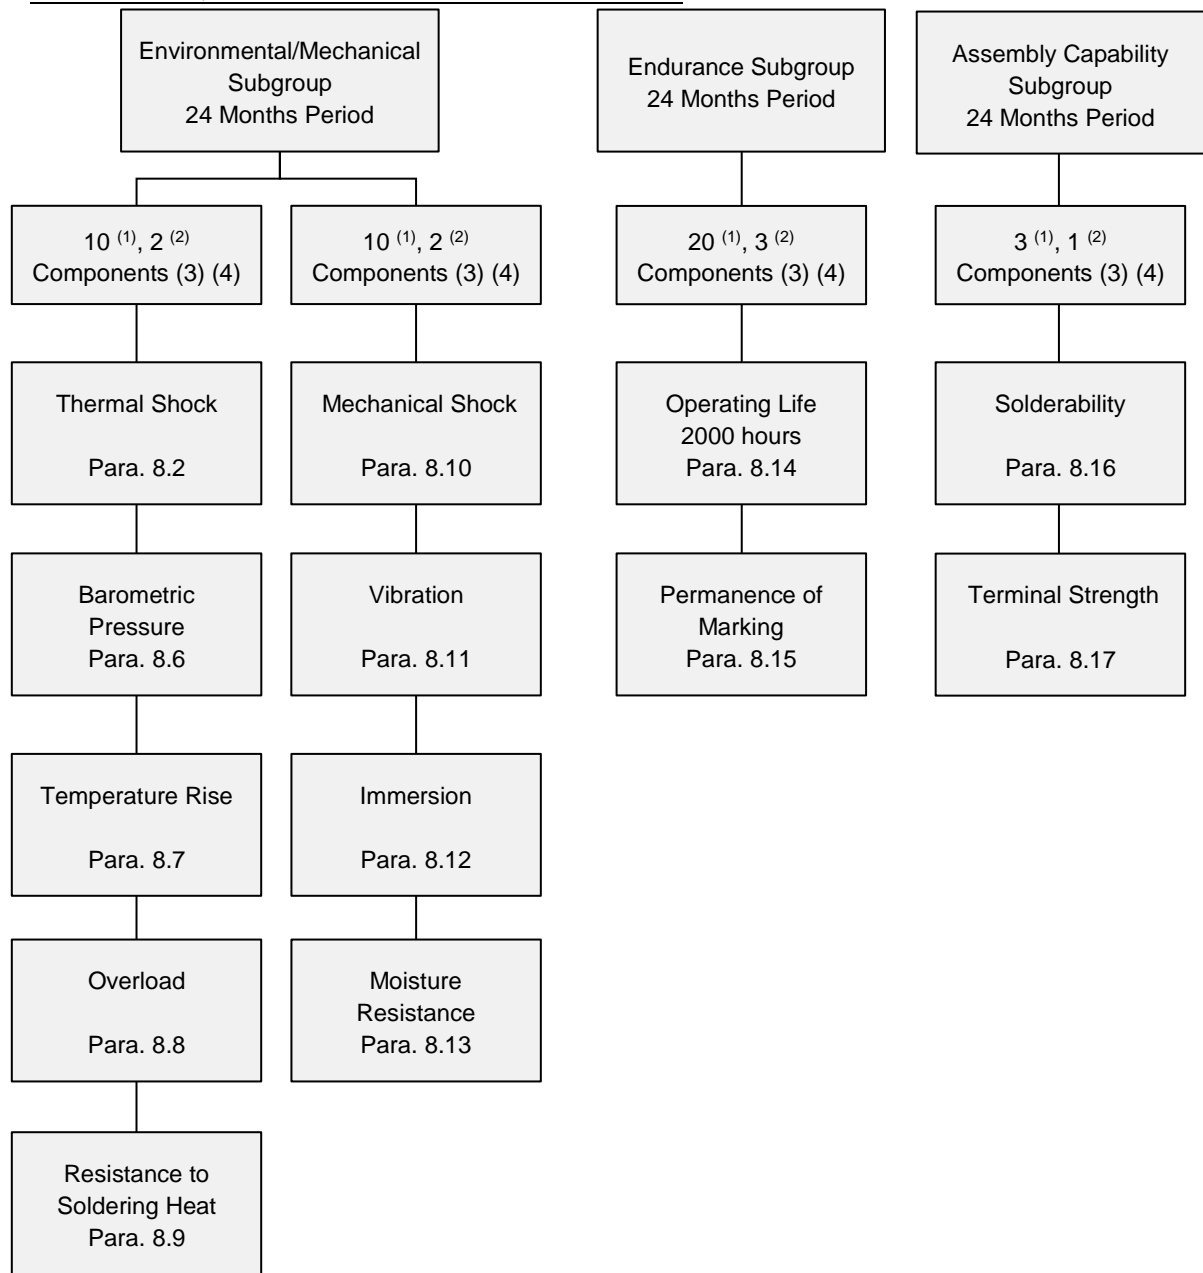 Environmental/Mechanical
Subgroup
24 Months Period
Endurance Subgroup
24 Months Period
Assembly Capability
Subgroup
24 Months Period
10 (1), 2 (2)
Components (3) (4)
10 (1), 2 (2)
Components (3) (4)
20 (1), 3 (2)
Components (3) (4)
3 (1), 1 (2)
Components (3) (4)
Thermal Shock
Para. 8.2
Mechanical Shock
Para. 8.10
Operating Life
2000 hours
Para. 8.14
Solderability
Para. 8.16
Barometric
Pressure
Para. 8.6
Vibration
Para. 8.11
Permanence of
Marking
Para. 8.15
Terminal Strength
Para. 8.17
Temperature Rise
Para. 8.7
Immersion
Para. 8.12
Overload
Para. 8.8
Moisture
Resistance
Para. 8.13
Resistance to
Soldering Heat
Para. 8.9